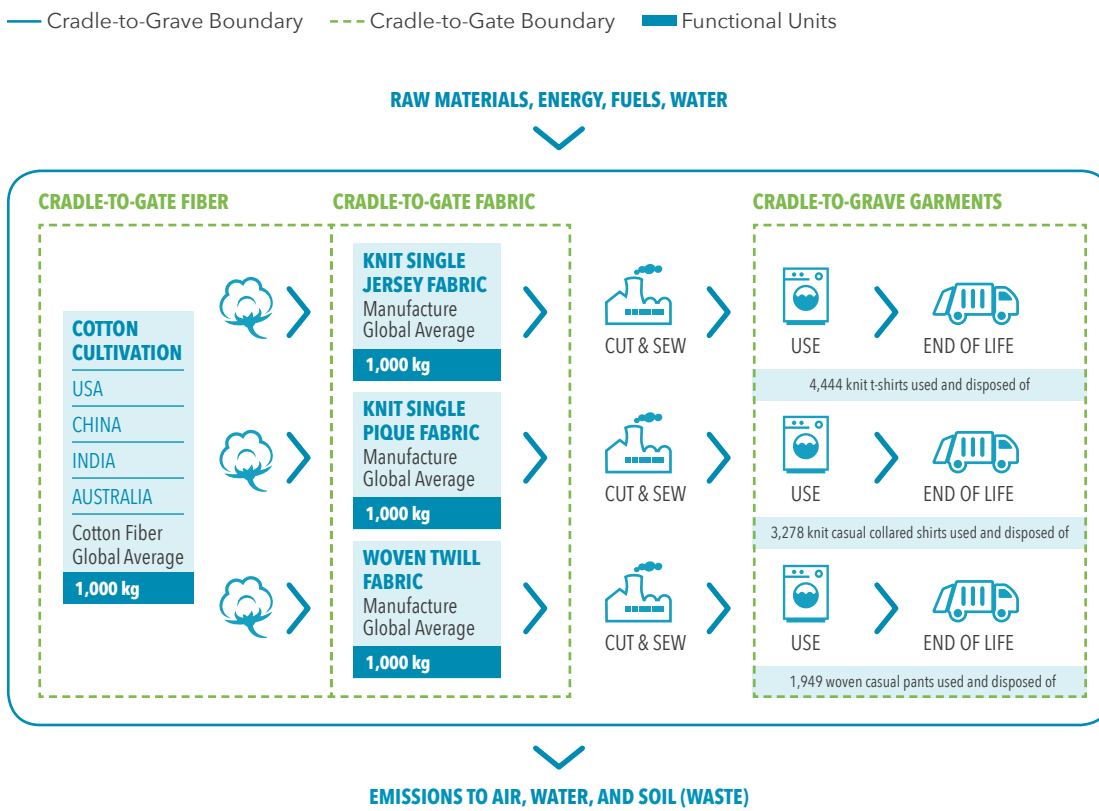 Cradle-to-Grave Boundary
Cradle-to-Gate Boundary
Functional Units
RAW MATERIALS, ENERGY, FUELS, WATER
CRADLE-TO-GATE FIBER
CRADLE-TO-GATE FABRIC
CRADLE-TO-GRAVE GARMENTS
COTTON
CULTIVATION
USA
CHINA
INDIA
AUSTRALIA
Cotton Fiber
Global Average
1,000 kg
KNIT SINGLE
JERSEY FABRIC
Manufacture
Global Average
1,000 kg
CUT & SEW
USE
END OF LIFE
4,444 knit t-shirts used and disposed of
KNIT SINGLE
PIQUE FABRIC
Manufacture
Global Average
1,000 kg
CUT & SEW
USE
END OF LIFE
3,278 knit casual collared shirts used and disposed of
WOVEN TWILL
FABRIC
Manufacture
Global Average
1,000 kg
CUT & SEW
USE
END OF LIFE
1,949 woven casual pants used and disposed of
EMISSIONS TO AIR, WATER, AND SOIL (WASTE)